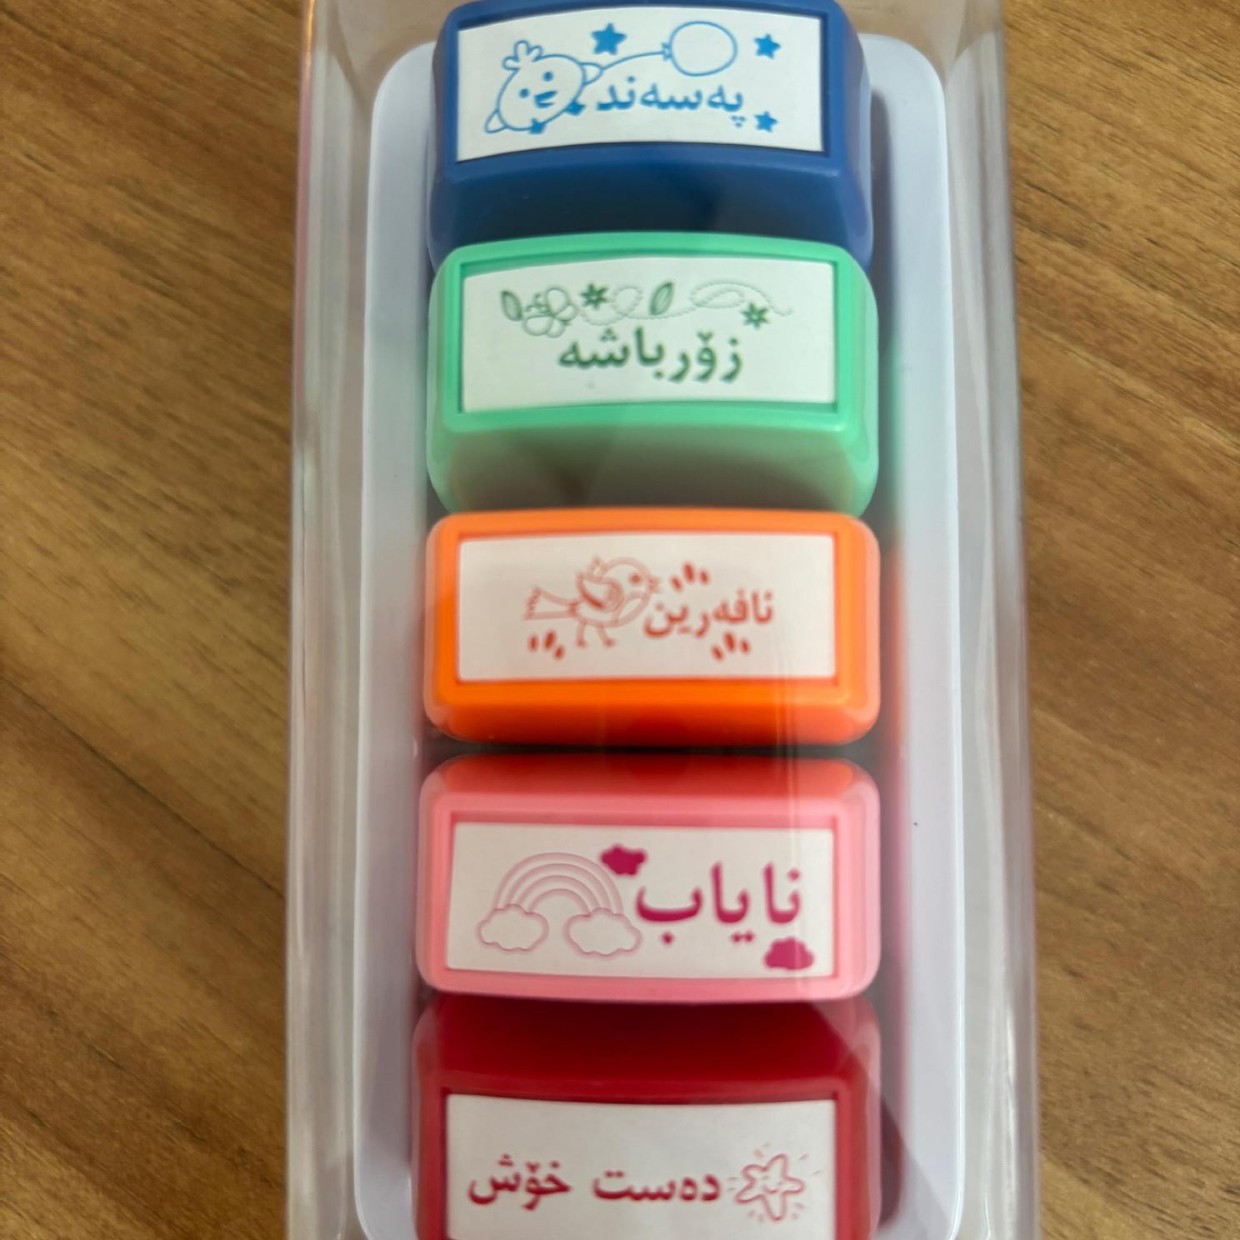 پەسەند
زۆرباشە
ئافەرین
نایاب
دەست خۆش